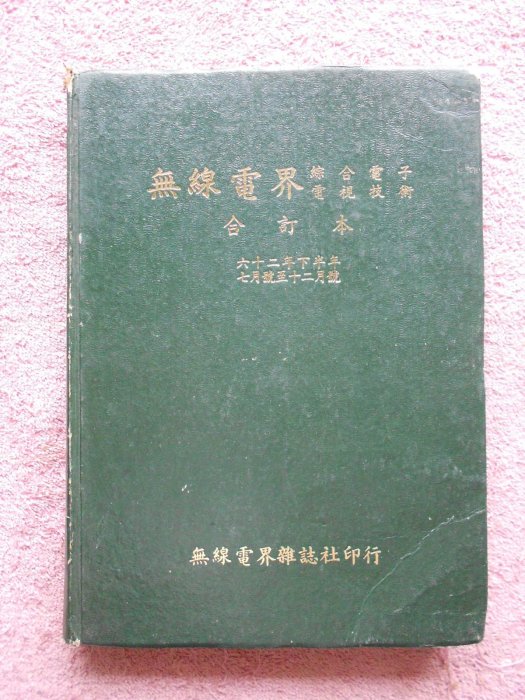 無線電界 綜合電子
電視技術
合訂本
六十二年下半年
七月號至十二月號
無線電界雜誌社印行